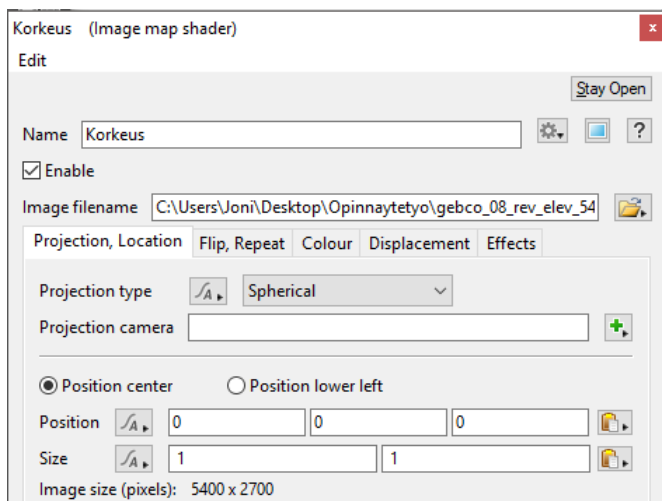 Korkeus (Image map shader) x
Edit
Stay Open
Name Korkeus ?
Enable
Image filename C:\Users\Joni\Desktop\Opinnaytetyo\gebco_08_rev_elev_54
Projection, Location Flip, Repeat Colour Displacement Effects
Projection type A Spherical
Projection camera
Position center Position lower left
Position A 0 0 0
Size A 1 1
Image size (pixels): 5400 x 2700